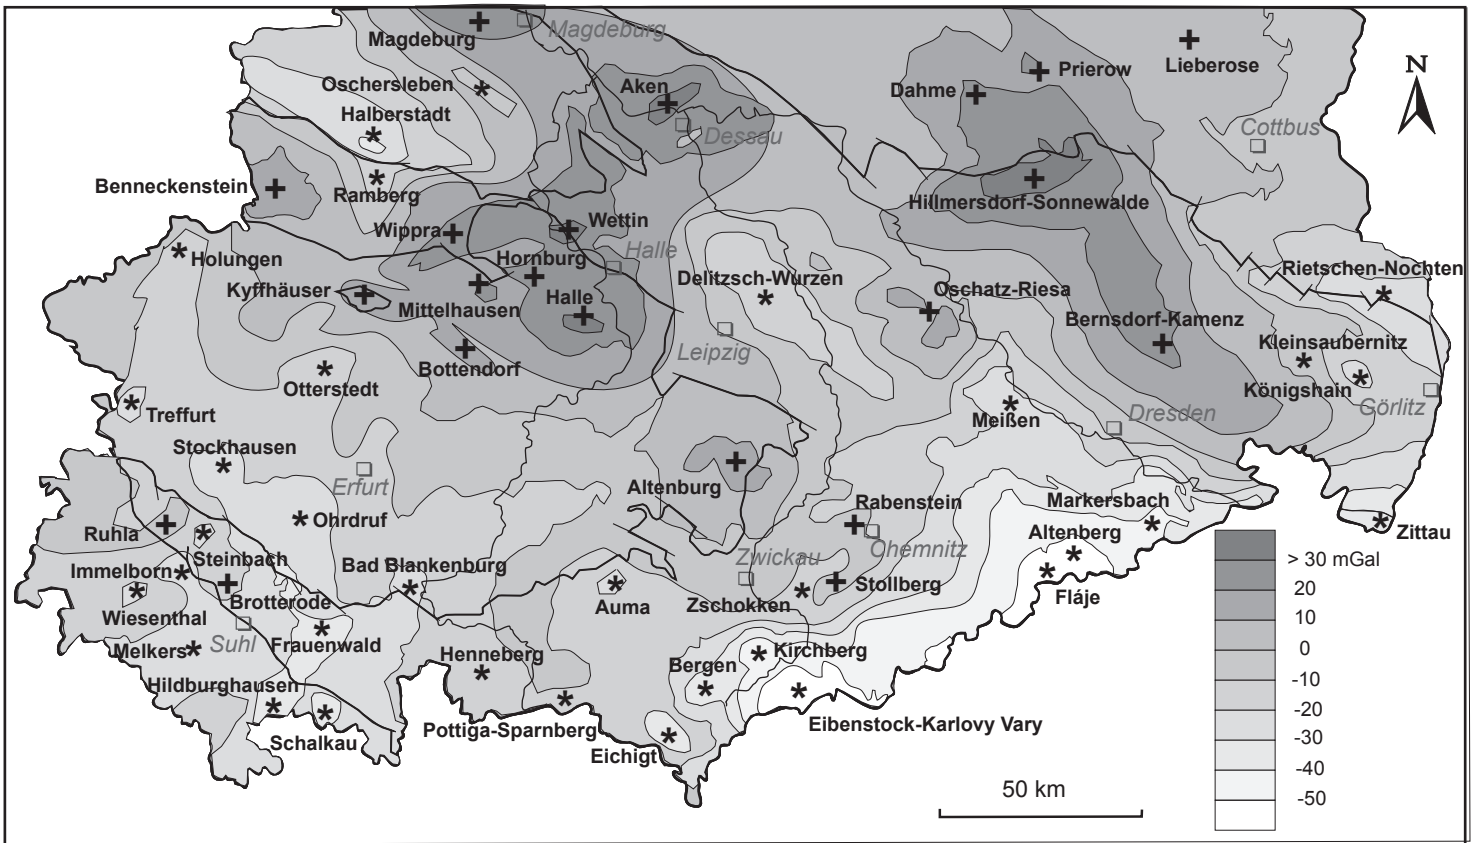 Magdeburg
Magdeburg
Lieberose
Prierow
Dahme
Oschersleben
Aken
Halberstadt
Dessau
Cottbus
N
Benneckenstein
Ramberg
Hillmersdorf-Sonnewalde
Wippra
Wettin
Holungen
Hornburg
Halle
Delitzsch-Wurzen
Rietschen-Nochten
Kyffhäuser
Mittelhausen
Halle
Oschatz-Riesa
Bernsdorf-Kamenz
Leipzig
Kleinsaubernitz
Bottendorf
Otterstedt
Königshain
Görlitz
Treffurt
Meißen
Dresden
Stockhausen
Erfurt
Altenburg
Rabenstein
Markersbach
Ohrdruf
Ruhla
Chemnitz
Altenberg
Zittau
Steinbach
Zwickau
> 30 mGal
Immelborn
Bad Blankenburg
Stollberg
20
Brotterode
Auma
Zschokken
Fláje
Wiesenthal
10
Suhl
Frauenwald
Melkers
Henneberg
Kirchberg
0
Bergen
Hildburghausen
-10
Pottiga-Sparnberg
Eibenstock-Karlovy Vary
-20
Schalkau
Eichigt
-30
-40
50 km
-50